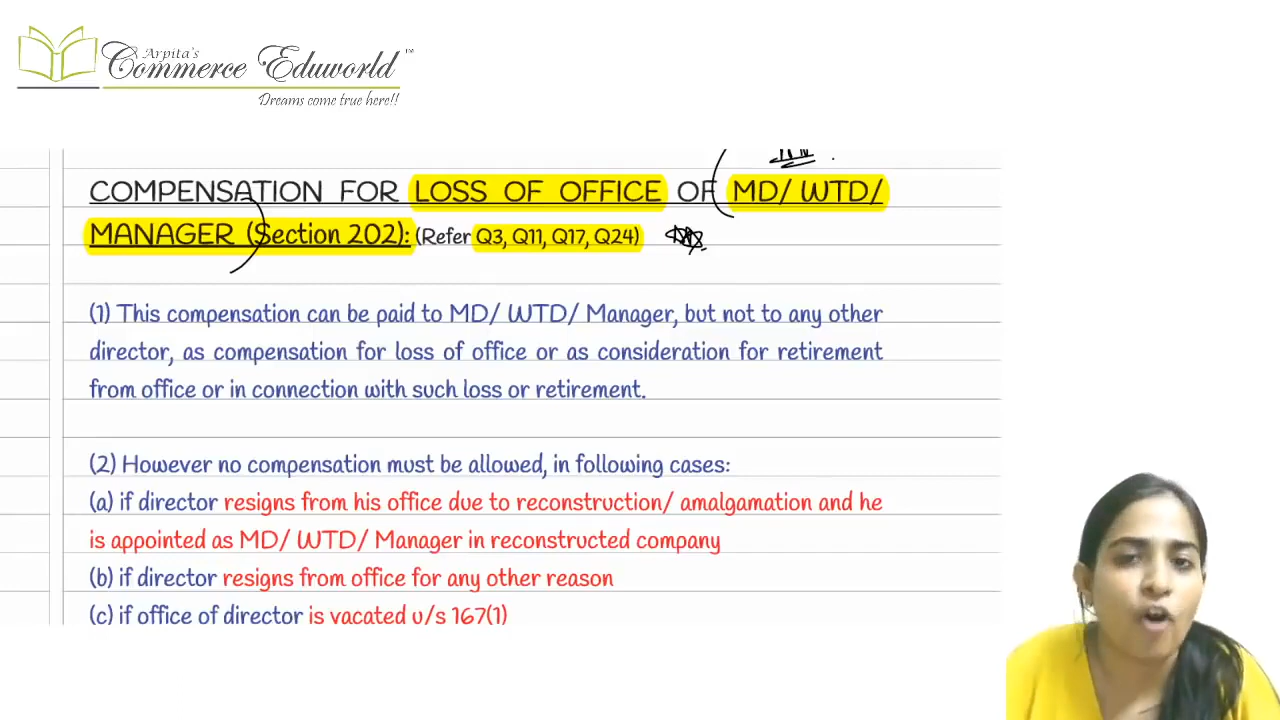 Arpita's
Commerce Eduworld™
Dreams come true here!!
COMPENSATION FOR LOSS OF OFFICE OF MD/ WTD/
MANAGER (Section 202): (Refer Q3, Q11, Q17, Q24)
(1) This compensation can be paid to MD/ WTD/ Manager, but not to any other
director, as compensation for loss of office or as consideration for retirement
from office or in connection with such loss or retirement.
(2) However no compensation must be allowed, in following cases:
(a) if director resigns from his office due to reconstruction/ amalgamation and he
is appointed as MD/ WTD/ Manager in reconstructed company
(b) if director resigns from office for any other reason
(c) if office of director is vacated u/s 167(1)